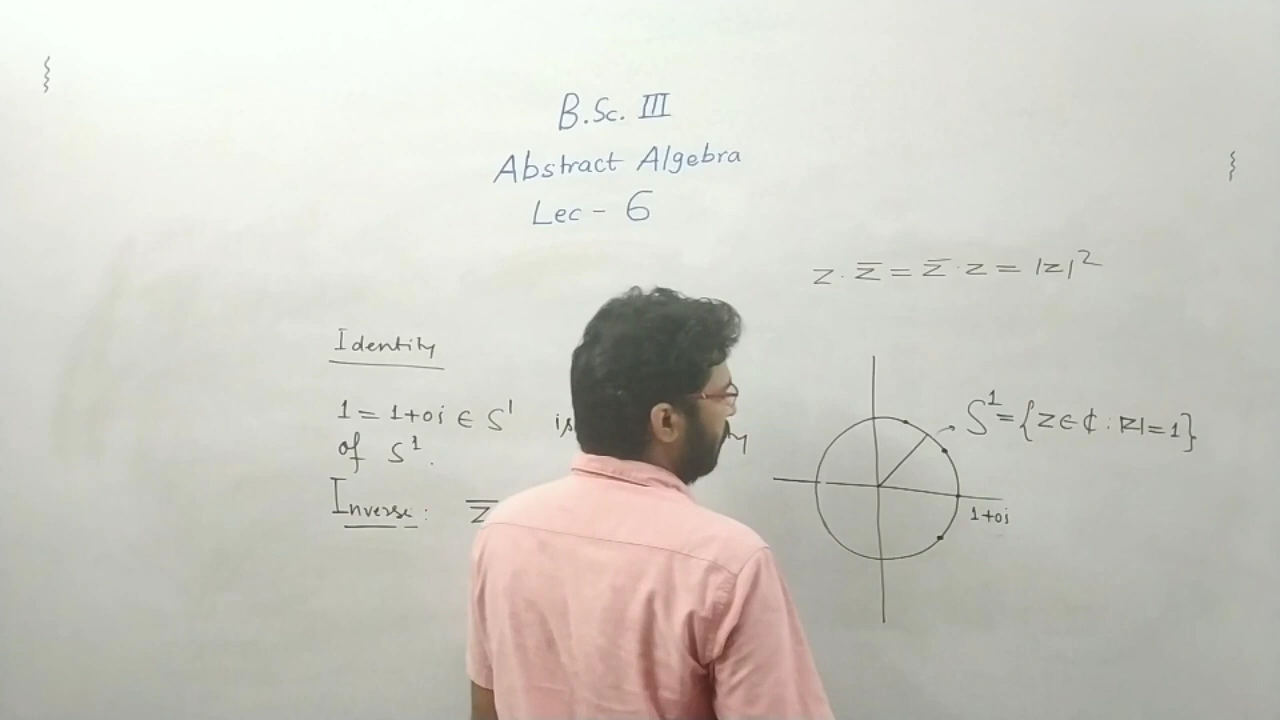 B.Sc. III
Abstract Algebra
Lec - 6
z · z̅ = z̅ · z = |z|²
Identity
1 = 1+0i ∈ S¹ is
of S¹.
Inverse: z̅
S¹ = {z ∈ ℂ : |z| = 1}
1+0i